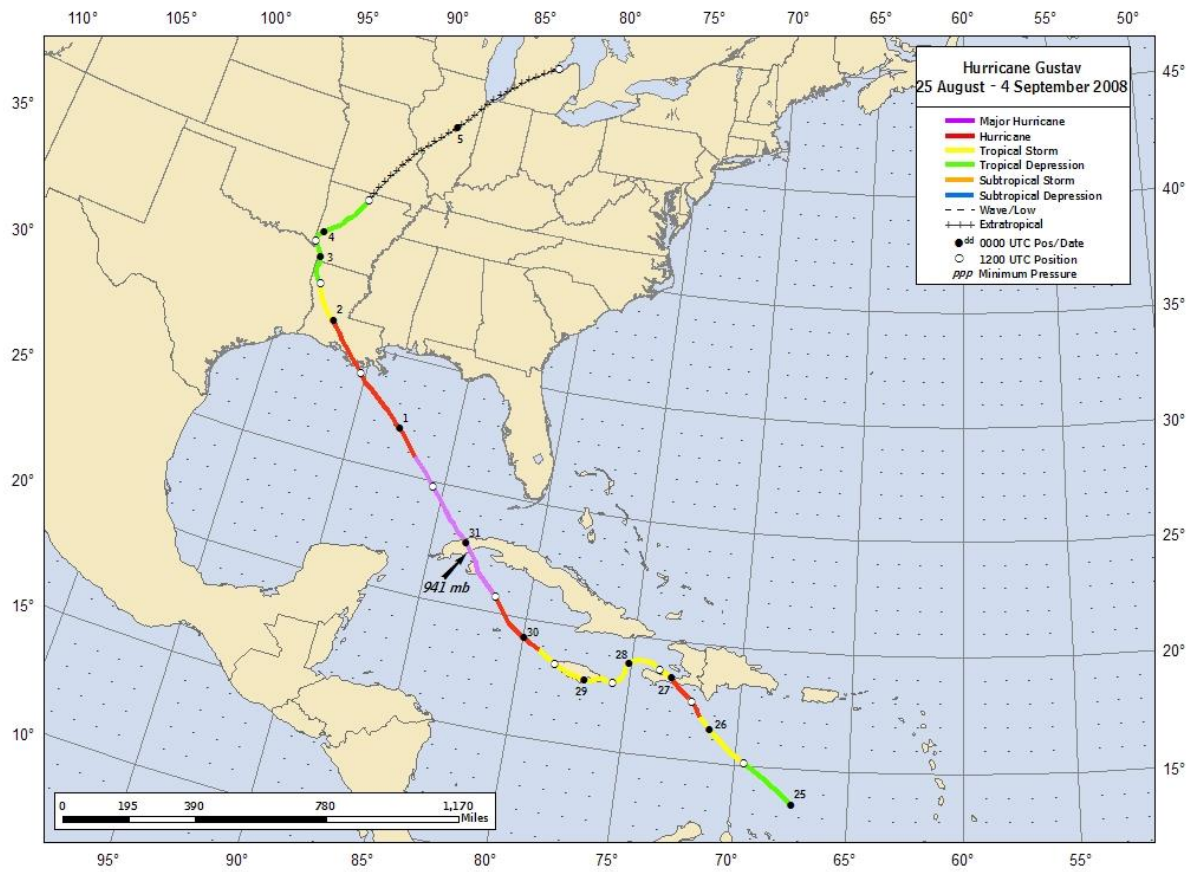 110° 105° 100° 95° 90° 85° 80° 75° 70° 65° 60° 55° 50°
Hurricane Gustav
25 August - 4 September 2008
Major Hurricane
Hurricane
Tropical Storm
Tropical Depression
Subtropical Storm
Subtropical Depression
Wave/Low
Extratropical
dd 0000 UTC Pos/Date
1200 UTC Position
ppp Minimum Pressure
45°
40°
35°
30°
25°
20°
15°
35°
30°
25°
20°
15°
10°
5
4
3
2
1
31
941 mb
30
29
28
27
26
25
0 195 390 780 1,170
Miles
95° 90° 85° 80° 75° 70° 65° 60° 55°